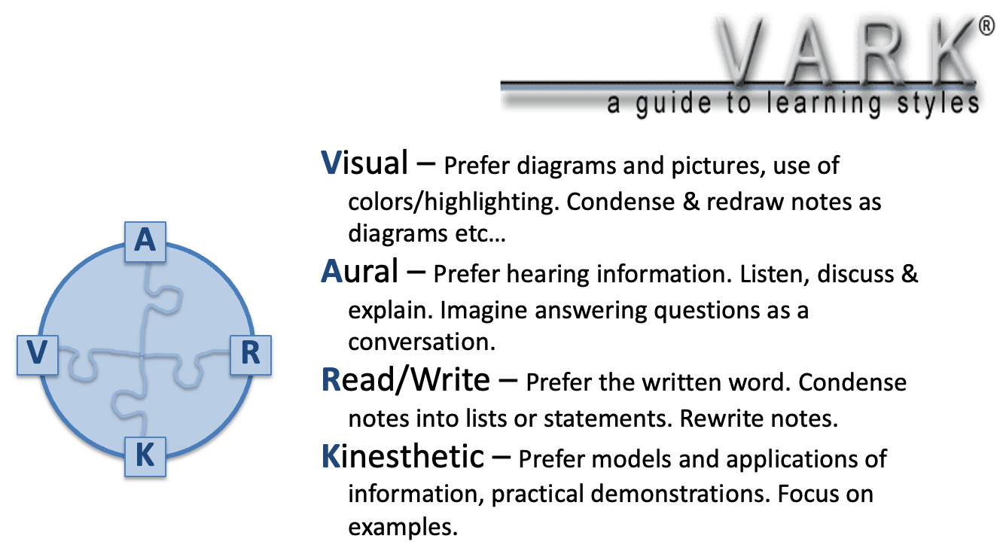 VARK®
a guide to learning styles
Visual – Prefer diagrams and pictures, use of
colors/highlighting. Condense & redraw notes as
diagrams etc…
Aural – Prefer hearing information. Listen, discuss &
explain. Imagine answering questions as a
conversation.
Read/Write – Prefer the written word. Condense
notes into lists or statements. Rewrite notes.
Kinesthetic – Prefer models and applications of
information, practical demonstrations. Focus on
examples.
A
V
R
K